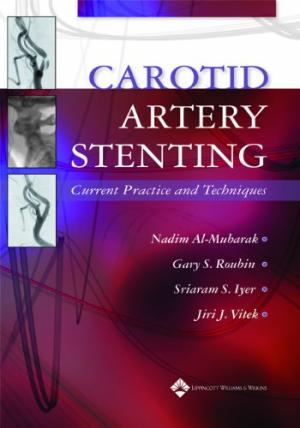 CAROTID
ARTERY
STENTING
Current Practice and Techniques
Nadim Al-Mubarak
Gary S. Roubin
Sriaram S. Iyer
Jiri J. Vitek
LIPPINCOTT WILLIAMS & WILKINS